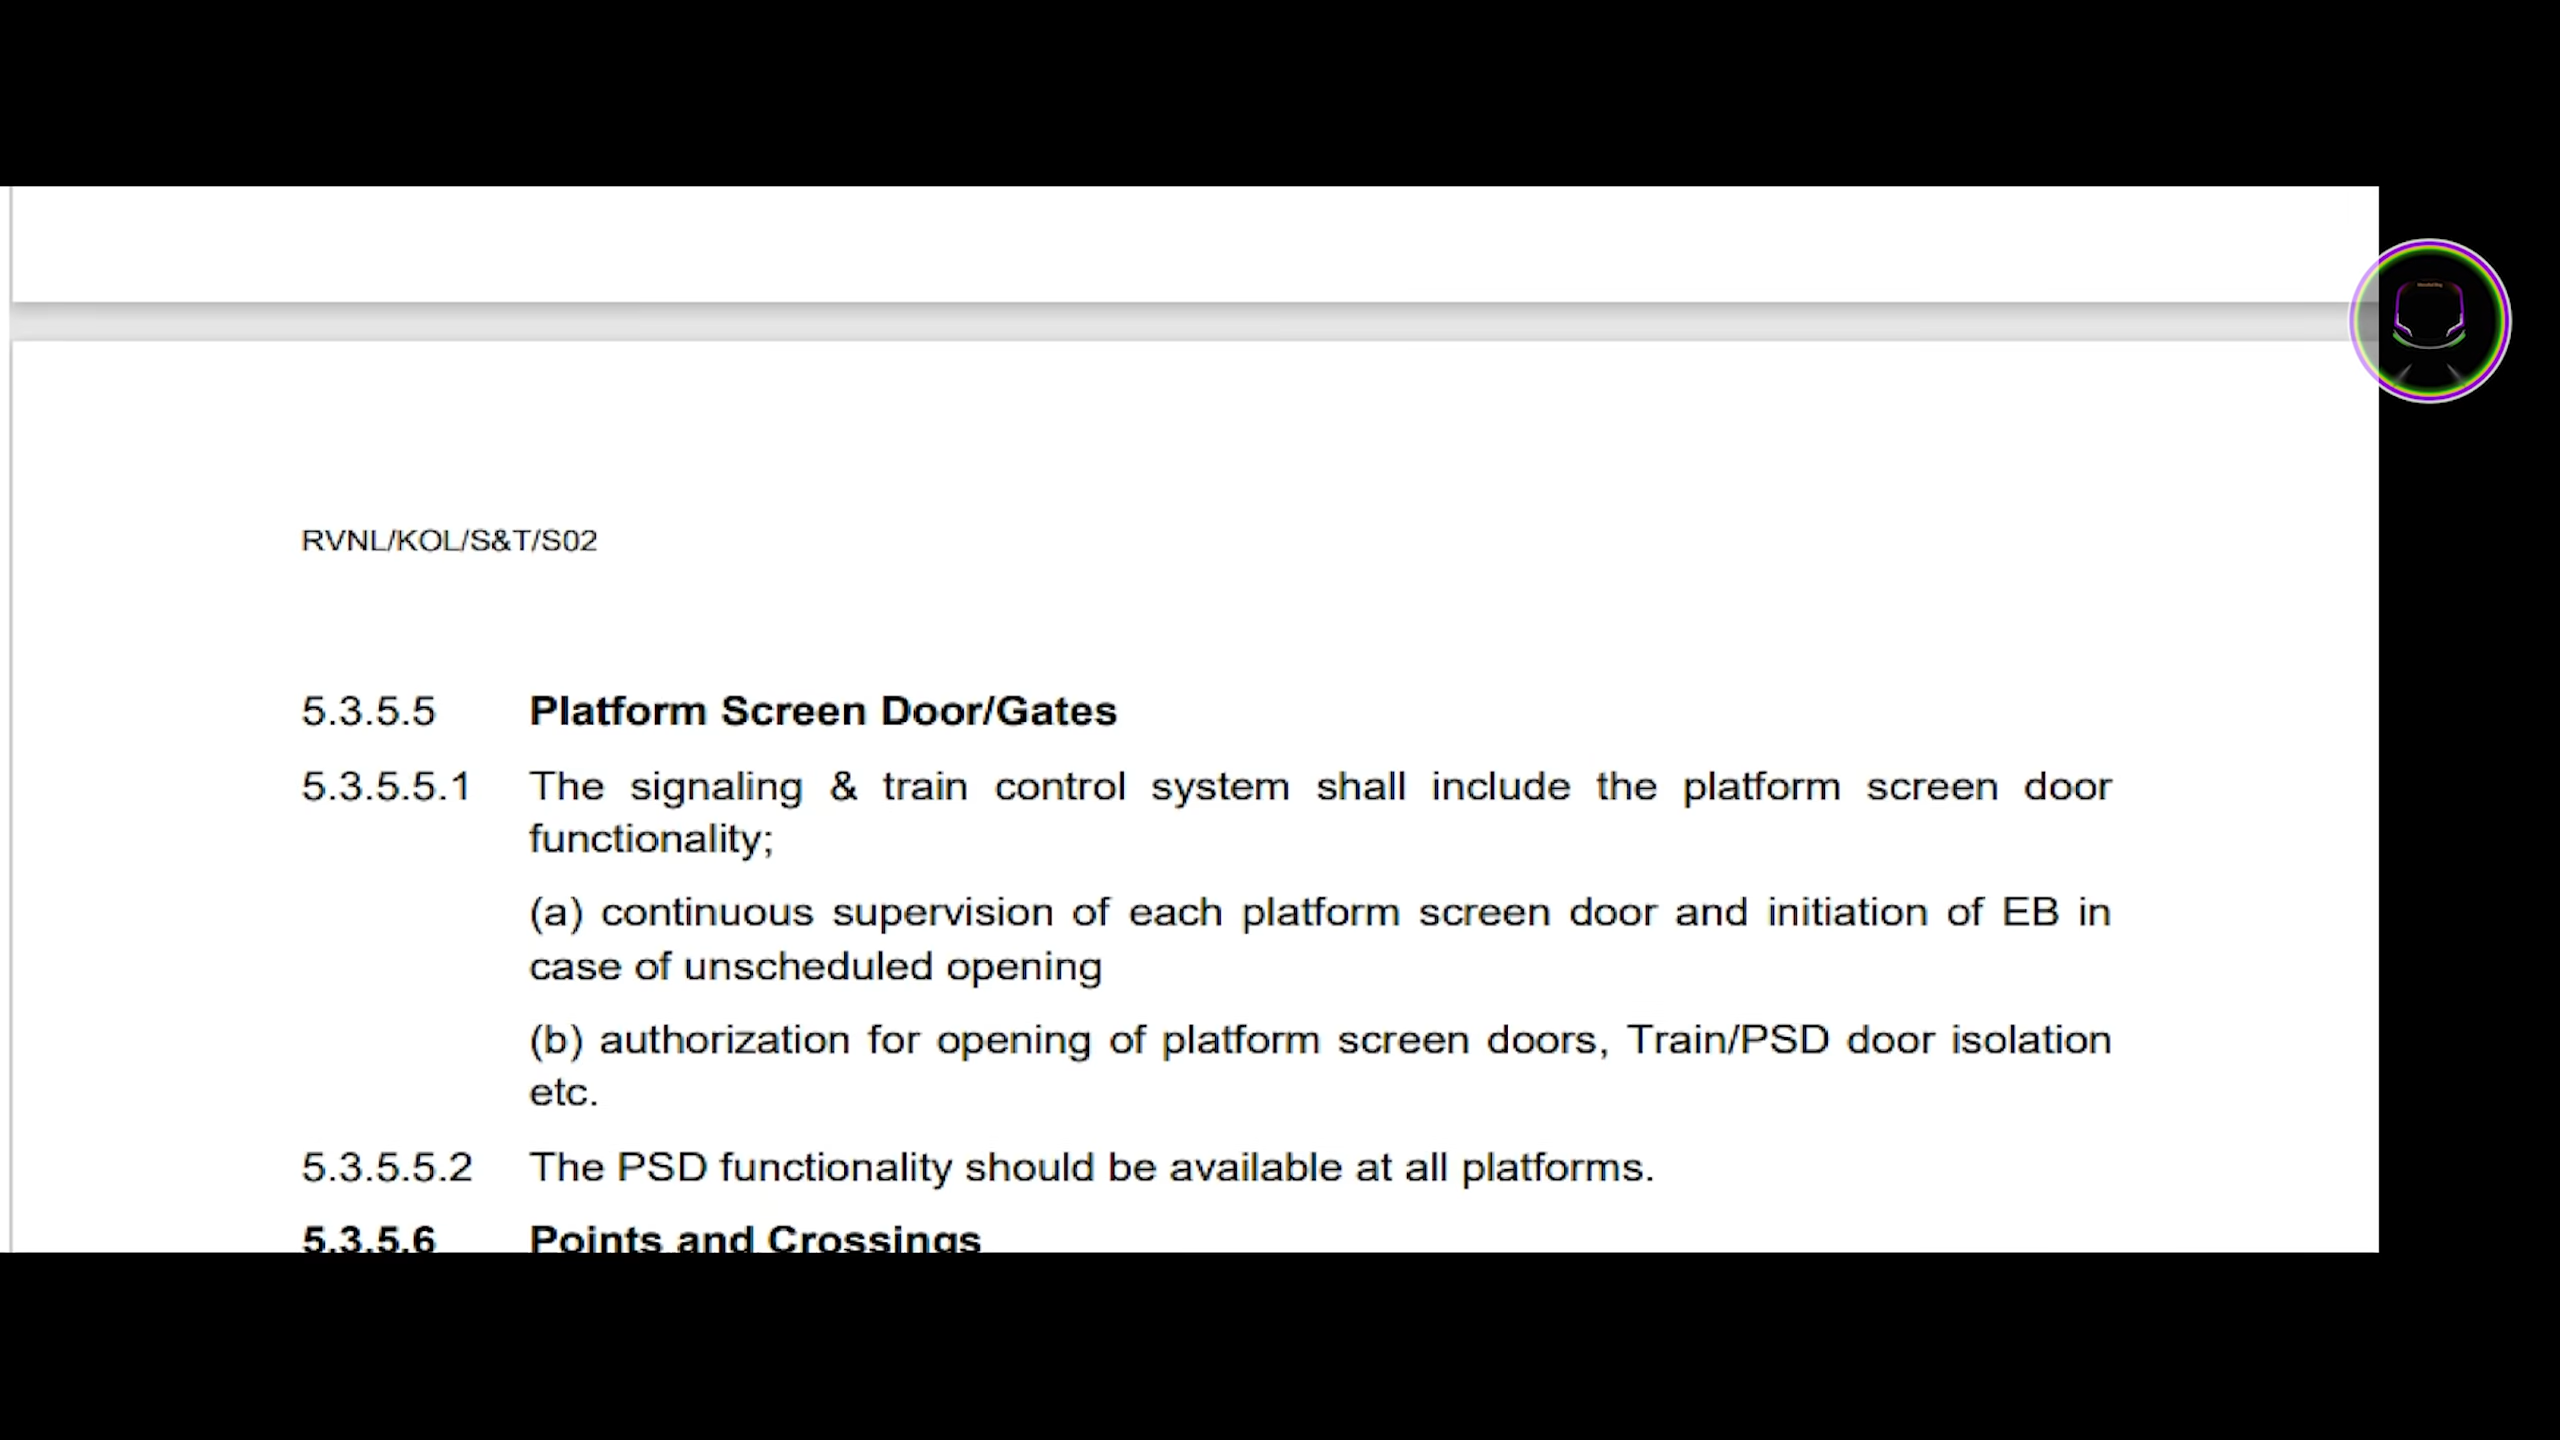 RVNL/KOL/S&T/S02
5.3.5.5 Platform Screen Door/Gates
5.3.5.5.1 The signaling & train control system shall include the platform screen door
functionality;
(a) continuous supervision of each platform screen door and initiation of EB in
case of unscheduled opening
(b) authorization for opening of platform screen doors, Train/PSD door isolation
etc.
5.3.5.5.2 The PSD functionality should be available at all platforms.
5.3.5.6 Points and Crossings